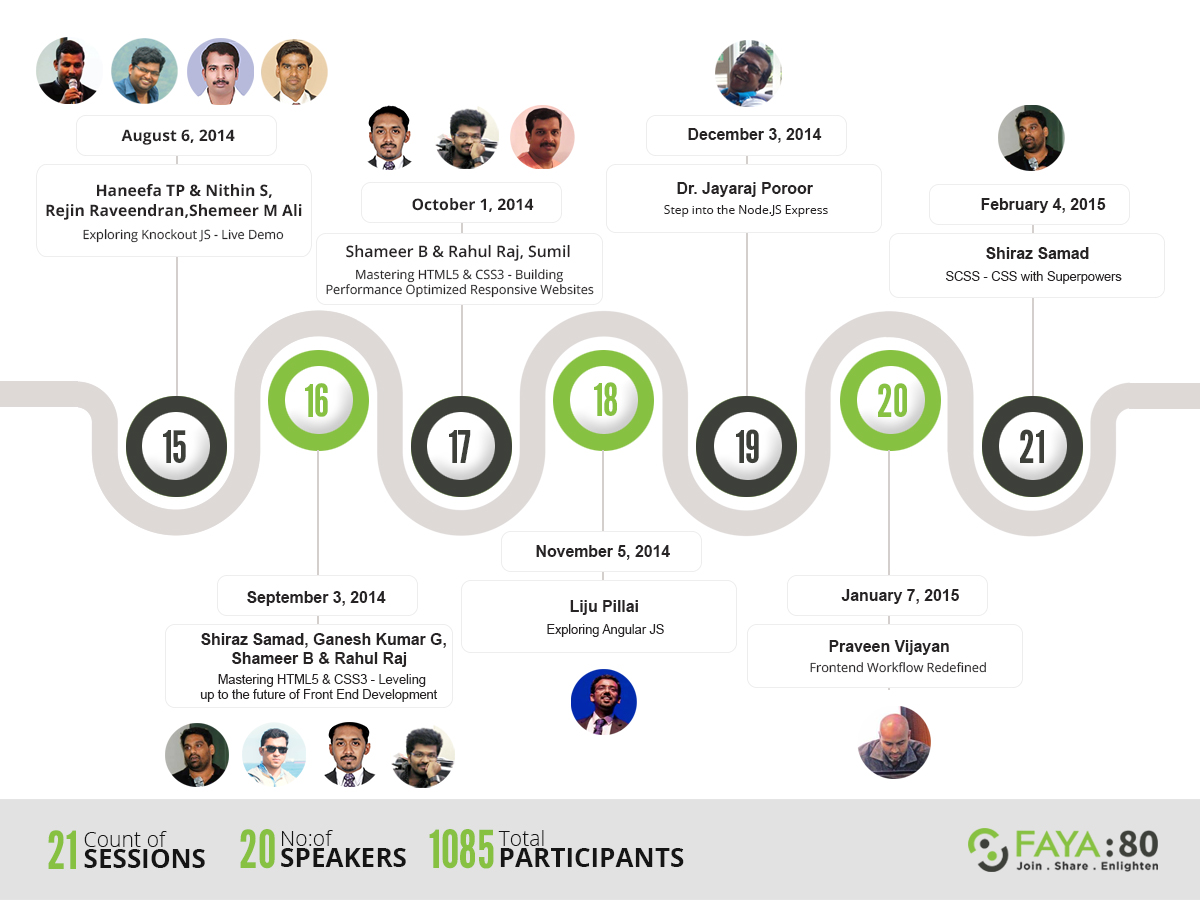 August 6, 2014
Haneefa TP & Nithin S,
Rejin Raveendran,Shemeer M Ali
Exploring Knockout JS - Live Demo
15
September 3, 2014
Shiraz Samad, Ganesh Kumar G,
Shameer B & Rahul Raj
Mastering HTML5 & CSS3 - Leveling
up to the future of Front End Development
16
October 1, 2014
Shameer B & Rahul Raj, Sumil
Mastering HTML5 & CSS3 - Building
Performance Optimized Responsive Websites
17
November 5, 2014
Liju Pillai
Exploring Angular JS
18
December 3, 2014
Dr. Jayaraj Poroor
Step into the Node.JS Express
19
January 7, 2015
Praveen Vijayan
Frontend Workflow Redefined
20
February 4, 2015
Shiraz Samad
SCSS - CSS with Superpowers
21
21 Count of SESSIONS
20 No:of SPEAKERS
1085 Total PARTICIPANTS
FAYA:80
Join . Share . Enlighten